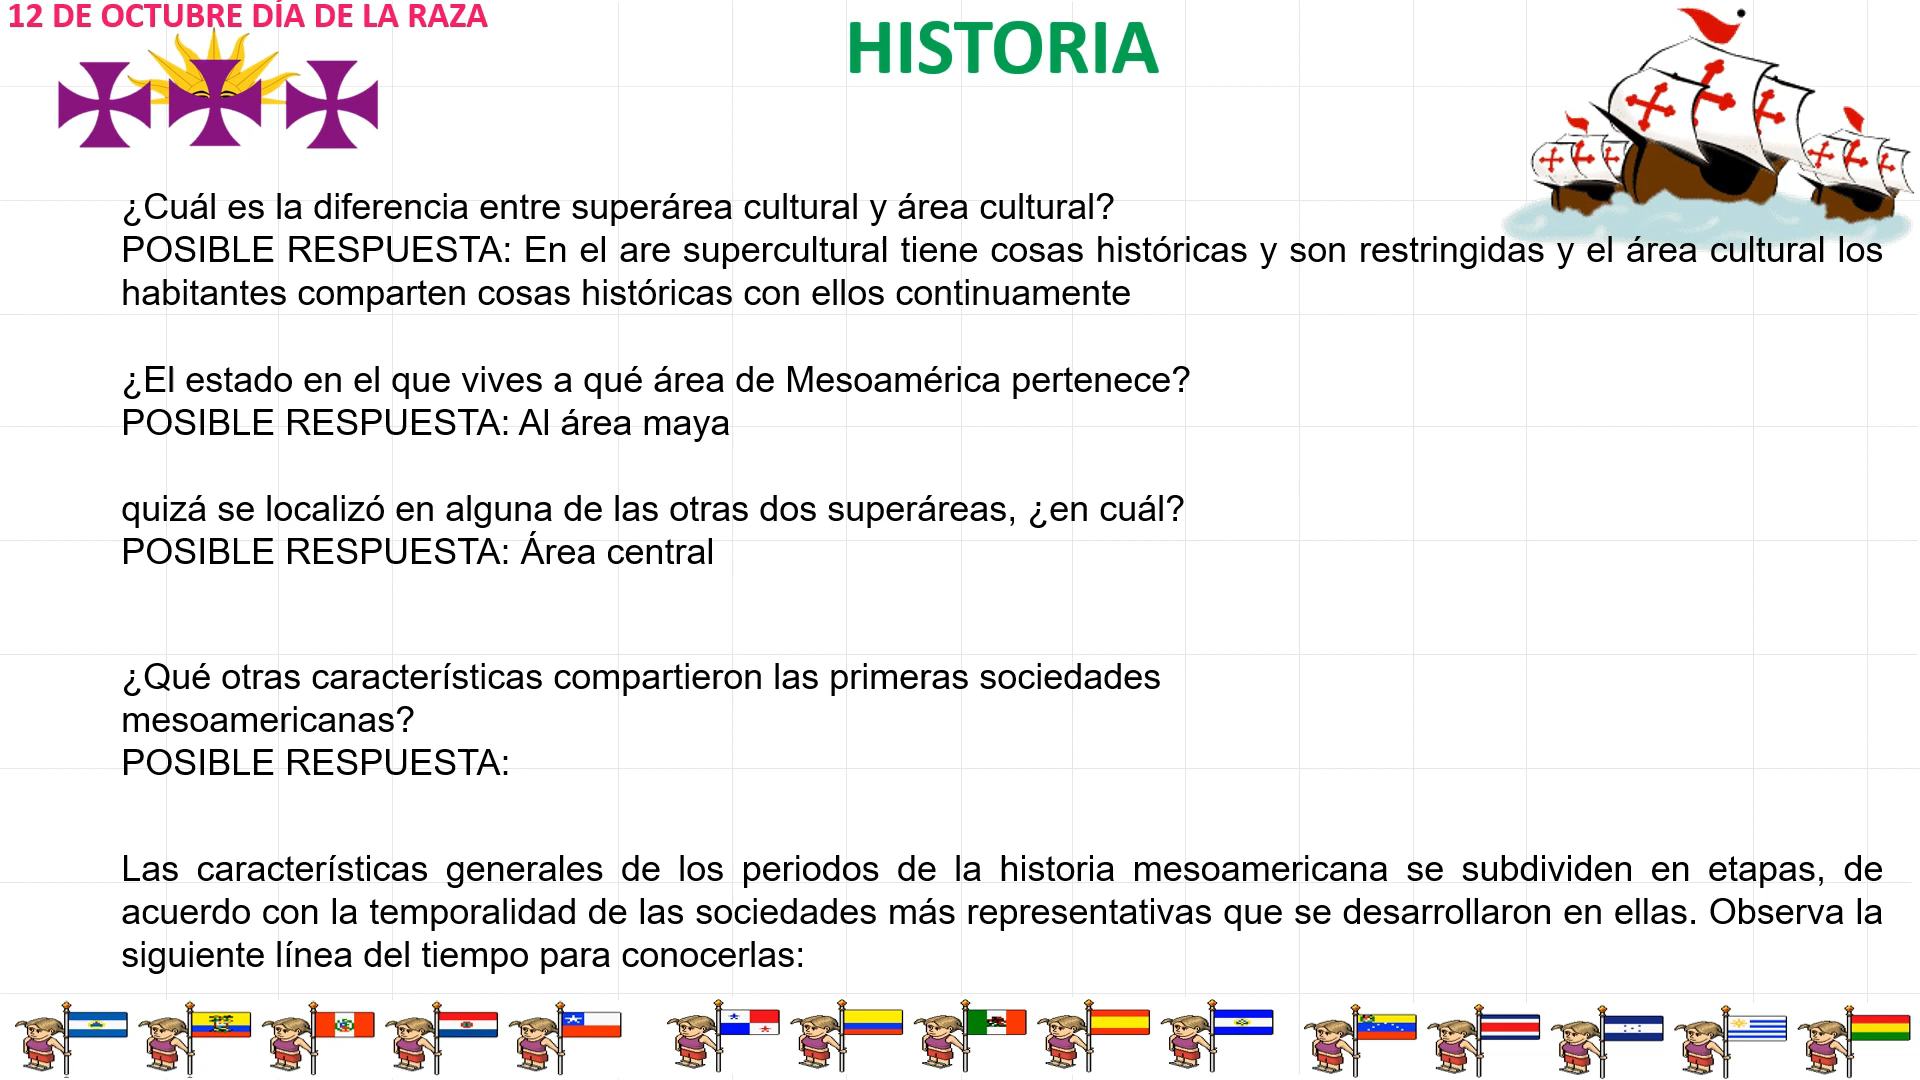 12 DE OCTUBRE DÍA DE LA RAZA
HISTORIA
¿Cuál es la diferencia entre superárea cultural y área cultural?
POSIBLE RESPUESTA: En el are supercultural tiene cosas históricas y son restringidas y el área cultural los
habitantes comparten cosas históricas con ellos continuamente
¿El estado en el que vives a qué área de Mesoamérica pertenece?
POSIBLE RESPUESTA: Al área maya
quizá se localizó en alguna de las otras dos superáreas, ¿en cuál?
POSIBLE RESPUESTA: Área central
¿Qué otras características compartieron las primeras sociedades
mesoamericanas?
POSIBLE RESPUESTA:
Las características generales de los periodos de la historia mesoamericana se subdividen en etapas, de
acuerdo con la temporalidad de las sociedades más representativas que se desarrollaron en ellas. Observa la
siguiente línea del tiempo para conocerlas: